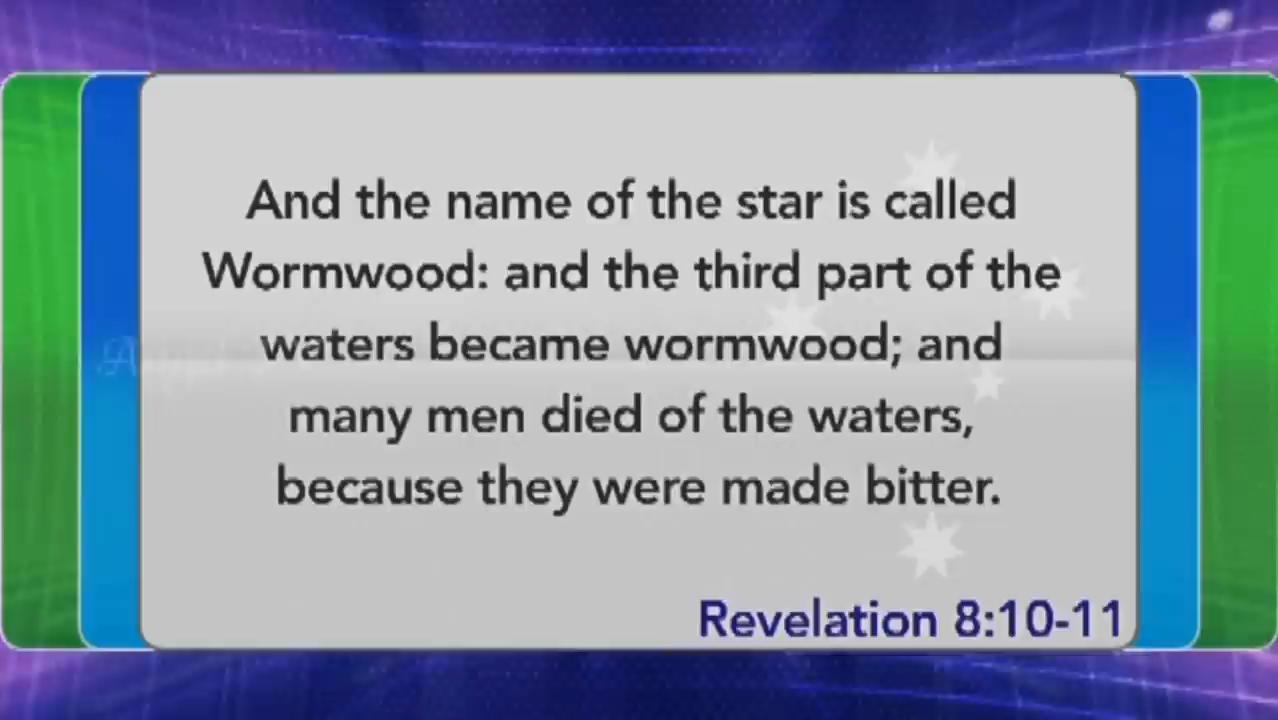 And the name of the star is called
Wormwood: and the third part of the
waters became wormwood; and
many men died of the waters,
because they were made bitter.
Revelation 8:10-11